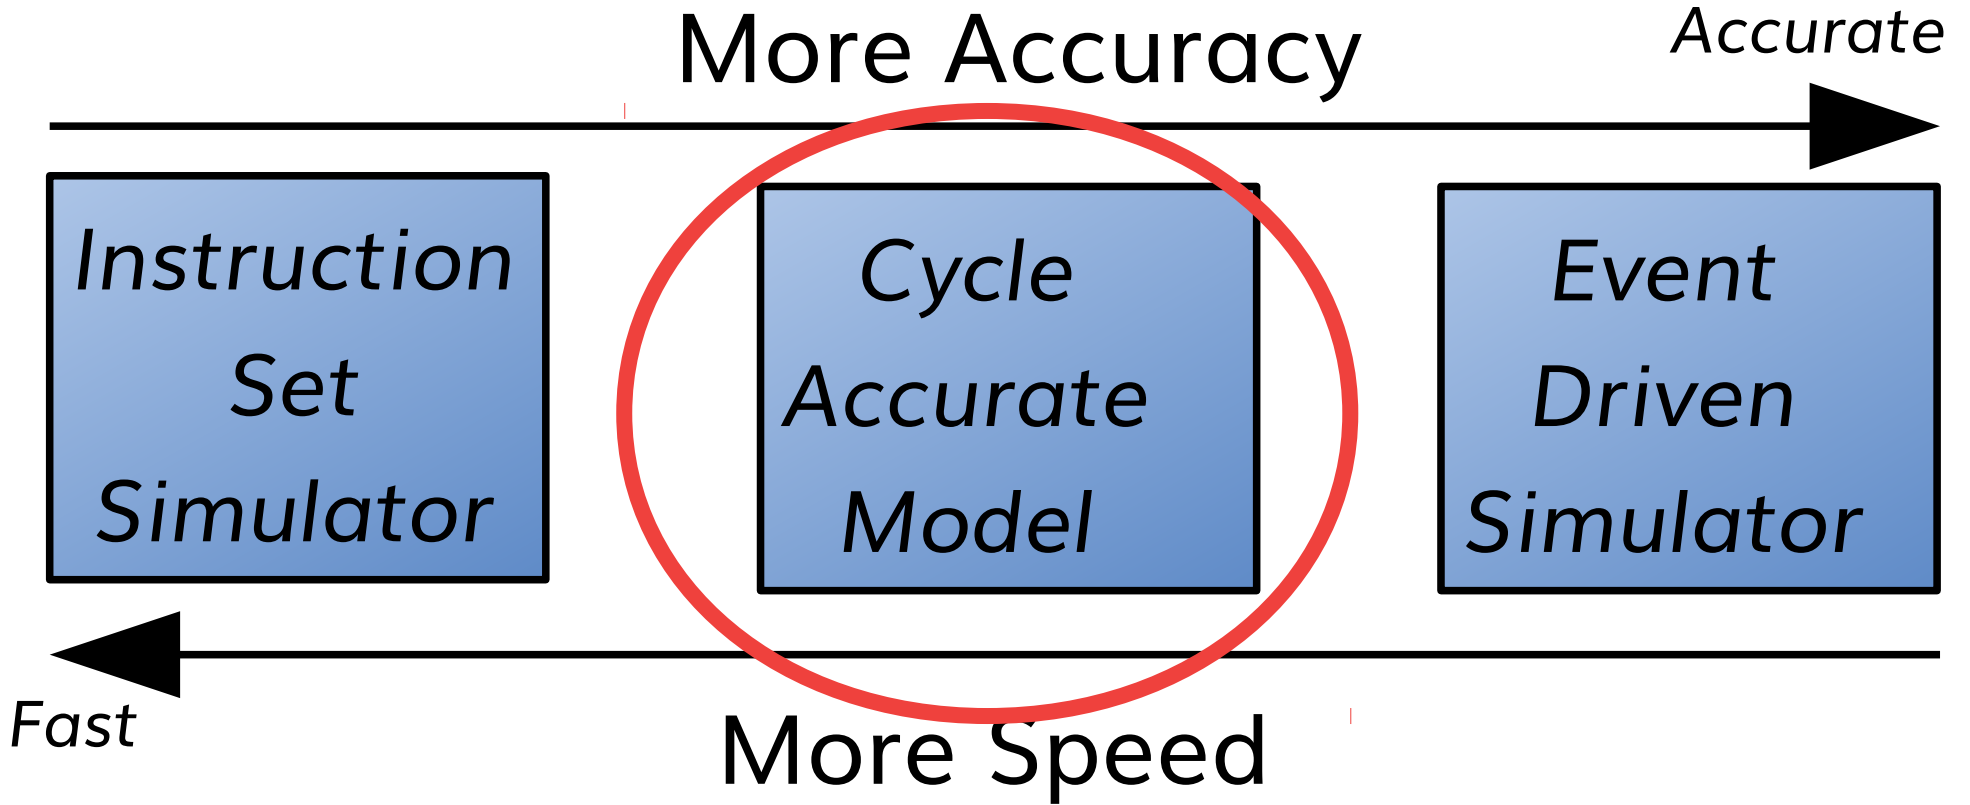 More Accuracy
Accurate
Instruction
Set
Simulator
Cycle
Accurate
Model
Event
Driven
Simulator
Fast
More Speed